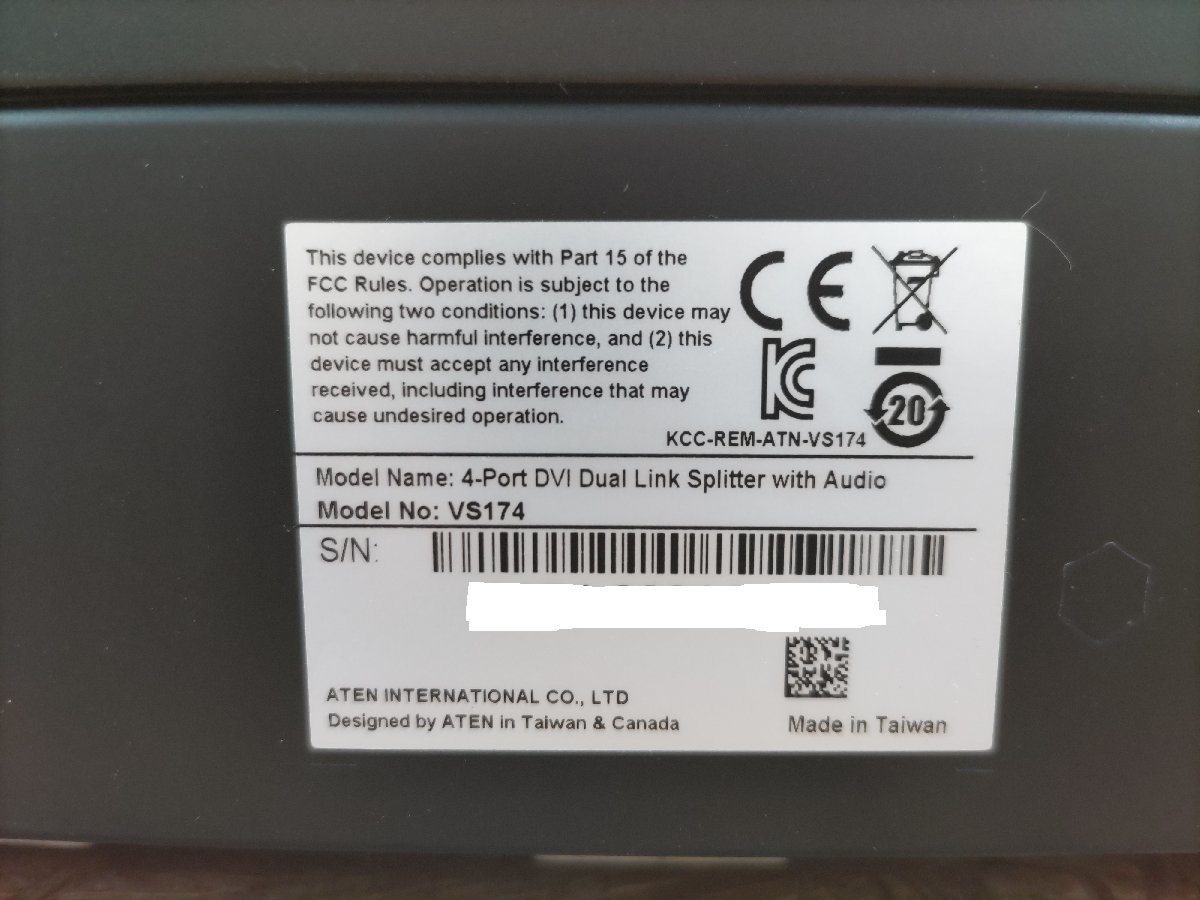 This device complies with Part 15 of the
FCC Rules. Operation is subject to the
following two conditions: (1) this device may
not cause harmful interference, and (2) this
device must accept any interference
received, including interference that may
cause undesired operation.
CE
KC
20
KCC-REM-ATN-VS174
Model Name: 4-Port DVI Dual Link Splitter with Audio
Model No: VS174
S/N:
ATEN INTERNATIONAL CO., LTD
Designed by ATEN in Taiwan & Canada
Made in Taiwan